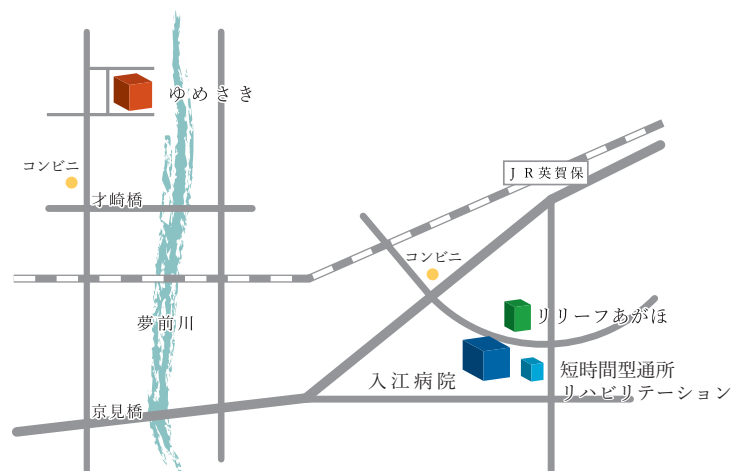 ゆめさき
コンビニ
才崎橋
JR英賀保
コンビニ
夢前川
リリーフあがほ
入江病院
短時間型通所
リハビリテーション
京見橋